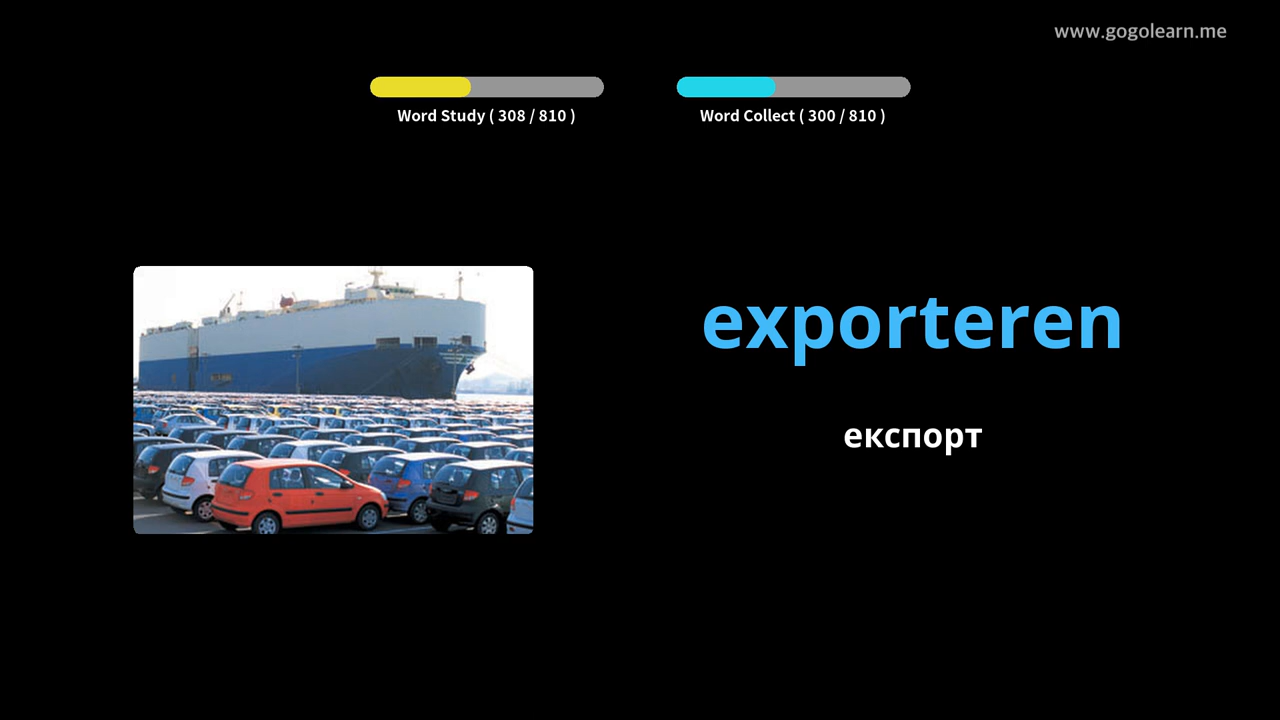 www.gogolearn.me
Word Study ( 308 / 810 )
Word Collect ( 300 / 810 )
exporteren
експорт